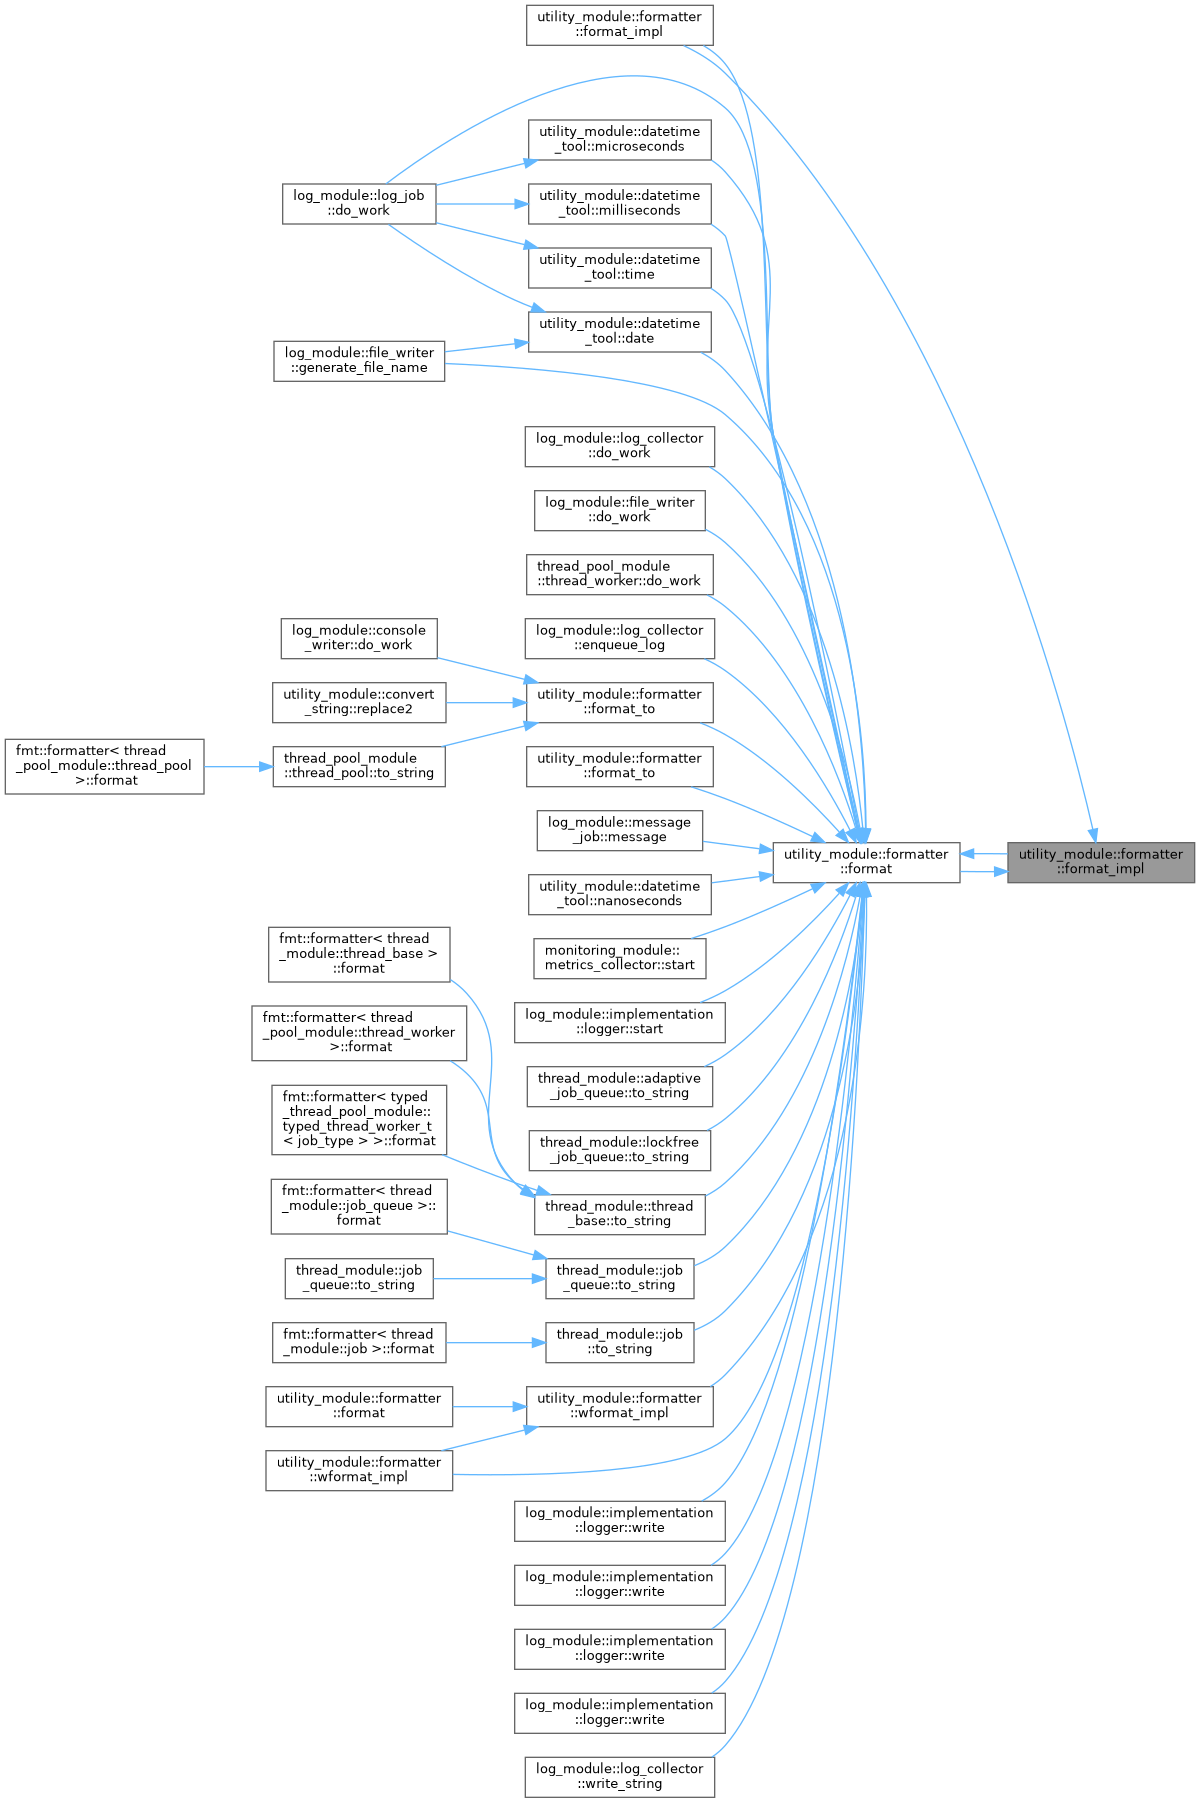 utility_module::formatter
::format_impl
utility_module::datetime
_tool::microseconds
log_module::log_job
::do_work
utility_module::datetime
_tool::milliseconds
utility_module::datetime
_tool::time
utility_module::datetime
_tool::date
log_module::file_writer
::generate_file_name
log_module::log_collector
::do_work
log_module::file_writer
::do_work
thread_pool_module
::thread_worker::do_work
log_module::console
_writer::do_work
log_module::log_collector
::enqueue_log
utility_module::convert
_string::replace2
utility_module::formatter
::format_to
fmt::formatter< thread
_pool_module::thread_pool
>::format
thread_pool_module
::thread_pool::to_string
utility_module::formatter
::format_to
log_module::message
_job::message
utility_module::formatter
::format
utility_module::formatter
::format_impl
utility_module::datetime
_tool::nanoseconds
fmt::formatter< thread
_module::thread_base >
::format
monitoring_module::
metrics_collector::start
fmt::formatter< thread
_pool_module::thread_worker
>::format
log_module::implementation
::logger::start
thread_module::adaptive
_job_queue::to_string
fmt::formatter< typed
_thread_pool_module::
typed_thread_worker_t
< job_type > >::format
thread_module::lockfree
_job_queue::to_string
fmt::formatter< thread
_module::job_queue >::
format
thread_module::thread
_base::to_string
thread_module::job
_queue::to_string
thread_module::job
_queue::to_string
fmt::formatter< thread
_module::job >::format
thread_module::job
::to_string
utility_module::formatter
::format
utility_module::formatter
::wformat_impl
utility_module::formatter
::wformat_impl
log_module::implementation
::logger::write
log_module::implementation
::logger::write
log_module::implementation
::logger::write
log_module::implementation
::logger::write
log_module::log_collector
::write_string